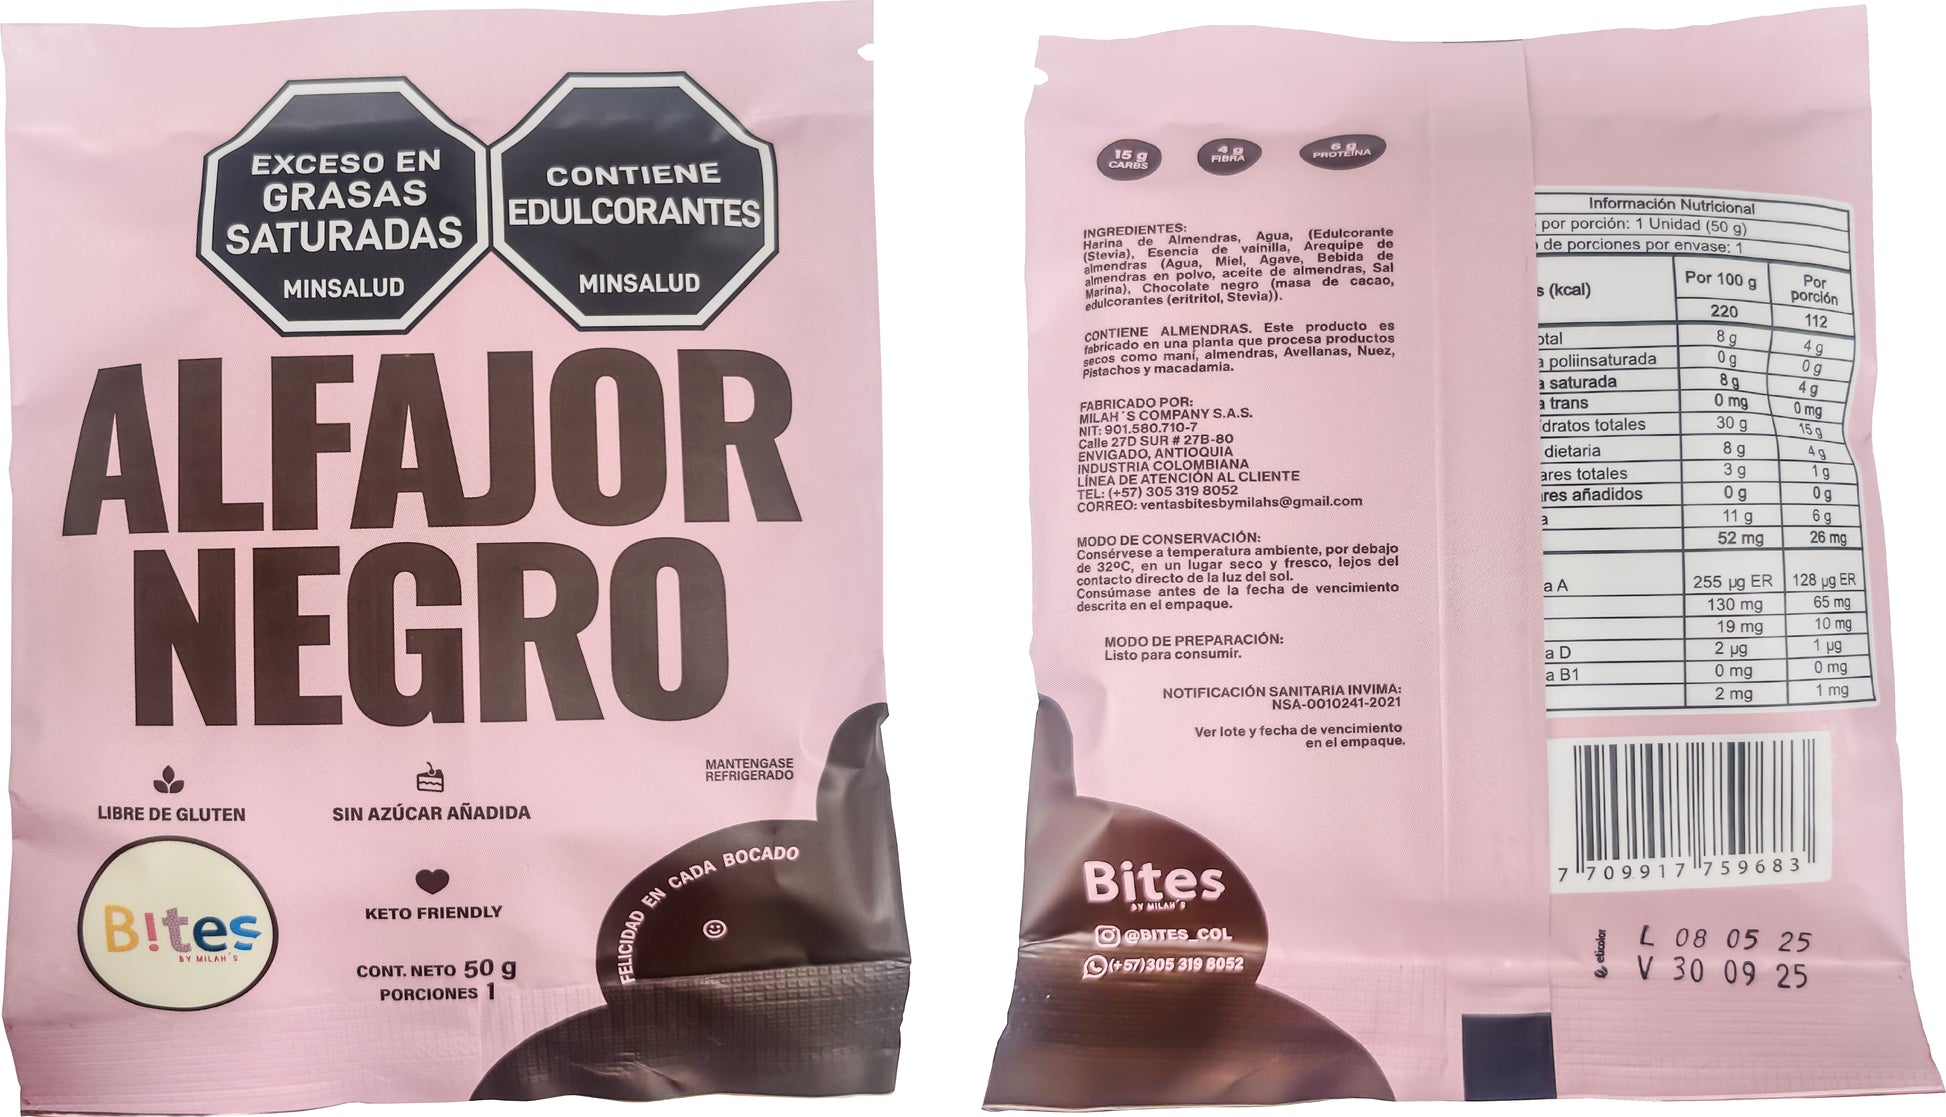 EXCESO EN
GRASAS
SATURADAS
MINSALUD
CONTIENE
EDULCORANTES
MINSALUD
ALFAJOR
NEGRO
MANTENGASE
REFRIGERADO
LIBRE DE GLUTEN
SIN AZÚCAR AÑADIDA
B!tes
BY MILAH´S
KETO FRIENDLY
CONT. NETO 50 g
PORCIONES 1
FELICIDAD EN CADA BOCADO
15 g
CARBS
4 g
FIBRA
6 g
PROTEÍNA
INGREDIENTES:
Harina de Almendras, Agua, (Edulcorante
(Stevia), Esencia de vainilla, Arequipe de
almendras (Agua, Miel, Agave, Bebida de
almendras en polvo, aceite de almendras, Sal
Marina), Chocolate negro (masa de cacao,
edulcorantes (eritritol, Stevia)).
CONTIENE ALMENDRAS. Este producto es
fabricado en una planta que procesa productos
secos como maní, almendras, Avellanas, Nuez,
Pistachos y macadamia.
FABRICADO POR:
MILAH´S COMPANY S.A.S.
NIT: 901.580.710-7
Calle 27D SUR # 27B-80
ENVIGADO, ANTIOQUIA
INDUSTRIA COLOMBIANA
LÍNEA DE ATENCIÓN AL CLIENTE
TEL: (+57) 305 319 8052
CORREO: ventasbitesbymilahs@gmail.com
MODO DE CONSERVACIÓN:
Consérvese a temperatura ambiente, por debajo
de 32ºC, en un lugar seco y fresco, lejos del
contacto directo de la luz del sol.
Consúmase antes de la fecha de vencimiento
descrita en el empaque.
MODO DE PREPARACIÓN:
Listo para consumir.
NOTIFICACIÓN SANITARIA INVIMA:
NSA-0010241-2021
Ver lote y fecha de vencimiento
en el empaque.
Bites
BY MILAH´S
@BITES_COL
(+57)305 319 8052
Información Nutricional
por porción: 1 Unidad (50 g)
de porciones por envase: 1
s (kcal) Por 100 g Por porción
220 112
otal 8 g 4 g
a poliinsaturada 0 g 0 g
a saturada 8 g 4 g
a trans 0 mg 0 mg
idratos totales 30 g 15 g
dietaria 8 g 4 g
ares totales 3 g 1 g
ares añadidos 0 g 0 g
a 11 g 6 g
52 mg 26 mg
a A 255 µg ER 128 µg ER
130 mg 65 mg
19 mg 10 mg
a D 2 µg 1 µg
a B1 0 mg 0 mg
2 mg 1 mg
7 709917 759683
eticolor
L 08 05 25
V 30 09 25